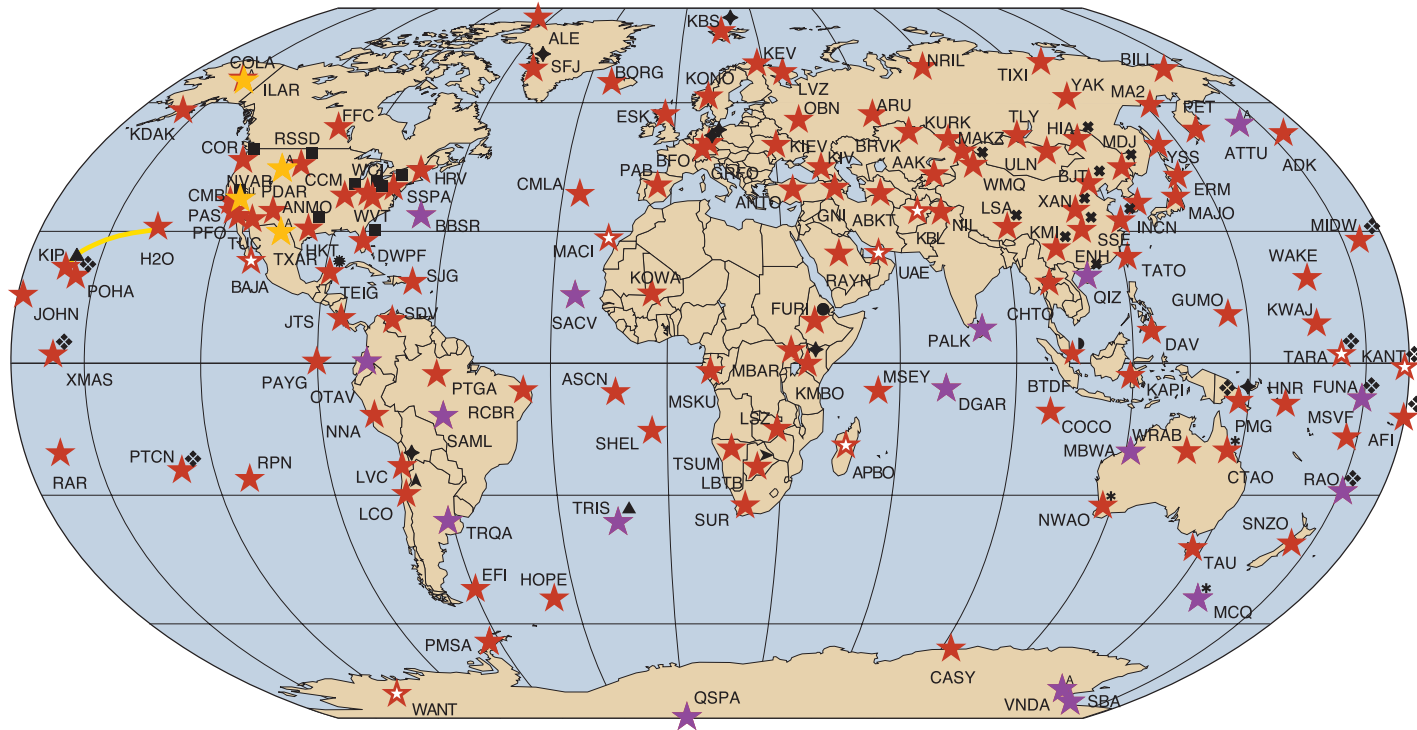 KBS
ALE
KEV
COLA
SFJ
BORG
KONO
NRIL
TIXI
BILL
ILAR
LVZ
YAK
MA2
KDAK
FFC
ESK
OBN
ARU
KURK
TLY
HIA
PET
A
ATTU
ADK
RSSD
COR
A
CCM
WCI
HRV
BFO
KIEV
BRVK
MAKZ
MDJ
YSS
NVAR
PDAR
SSPA
CMLA
PAB
GRFO
KIV
AAK
ULN
WMQ
BJT
ERM
CMB
ANMO
WVT
BBSR
ANTO
GNI
ABKT
NIL
LSA
XAN
MAJO
PAS
PFO
A
TUC
HKT
DWPF
MACI
KBL
KMI
SSE
INCN
MIDW
KIP
H2O
TXAR
BAJA
TEIG
SJG
KOWA
RAYN
UAE
ENH
TATO
WAKE
POHA
JOHN
JTS
SDV
SACV
FURI
PALK
CHTO
QIZ
GUMO
KWAJ
XMAS
PAYG
OTAV
PTGA
ASCN
MSKU
MBAR
KMBO
MSEY
DGAR
BTDF
KAPI
DAV
TARA
KANT
NNA
SAML
RCBR
SHEL
LSZ
COCO
PMG
HNR
FUNA
MSVF
AFI
RAR
PTCN
RPN
LVC
TSUM
LBTB
APBO
MBWA
WRAB
CTAO
RAO
LCO
TRQA
TRIS
SUR
NWAO
TAU
SNZO
EFI
HOPE
MCQ
PMSA
CASY
WANT
QSPA
VNDA
A
SBA